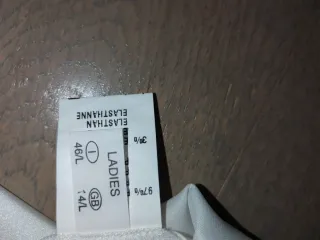 ELASTHANNE
ELASTHAN
3%
97%
LADIES
I
46/L
GB
14/L